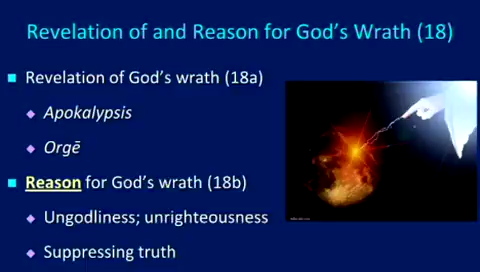 Revelation of and Reason for God's Wrath (18)
Revelation of God's wrath (18a)
Apokalypsis
Orgē
Reason for God's wrath (18b)
Ungodliness; unrighteousness
Suppressing truth